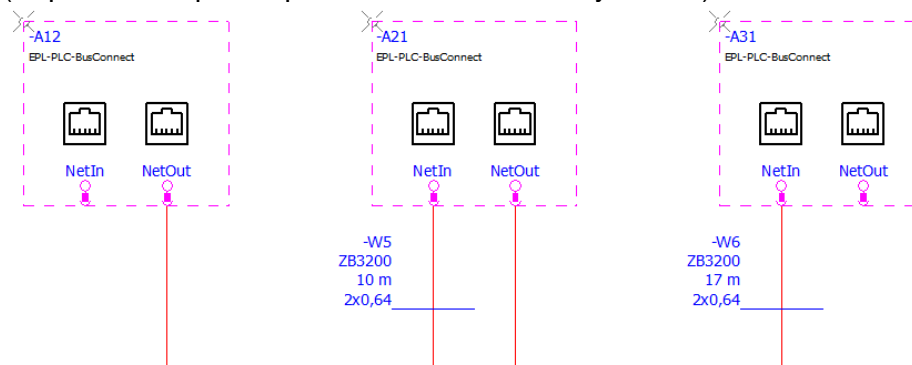 -A12
EPL-PLC-BusConnect
NetIn NetOut
-A21
EPL-PLC-BusConnect
NetIn NetOut
-W5
ZB3200
10 m
2x0,64
-A31
EPL-PLC-BusConnect
NetIn NetOut
-W6
ZB3200
17 m
2x0,64